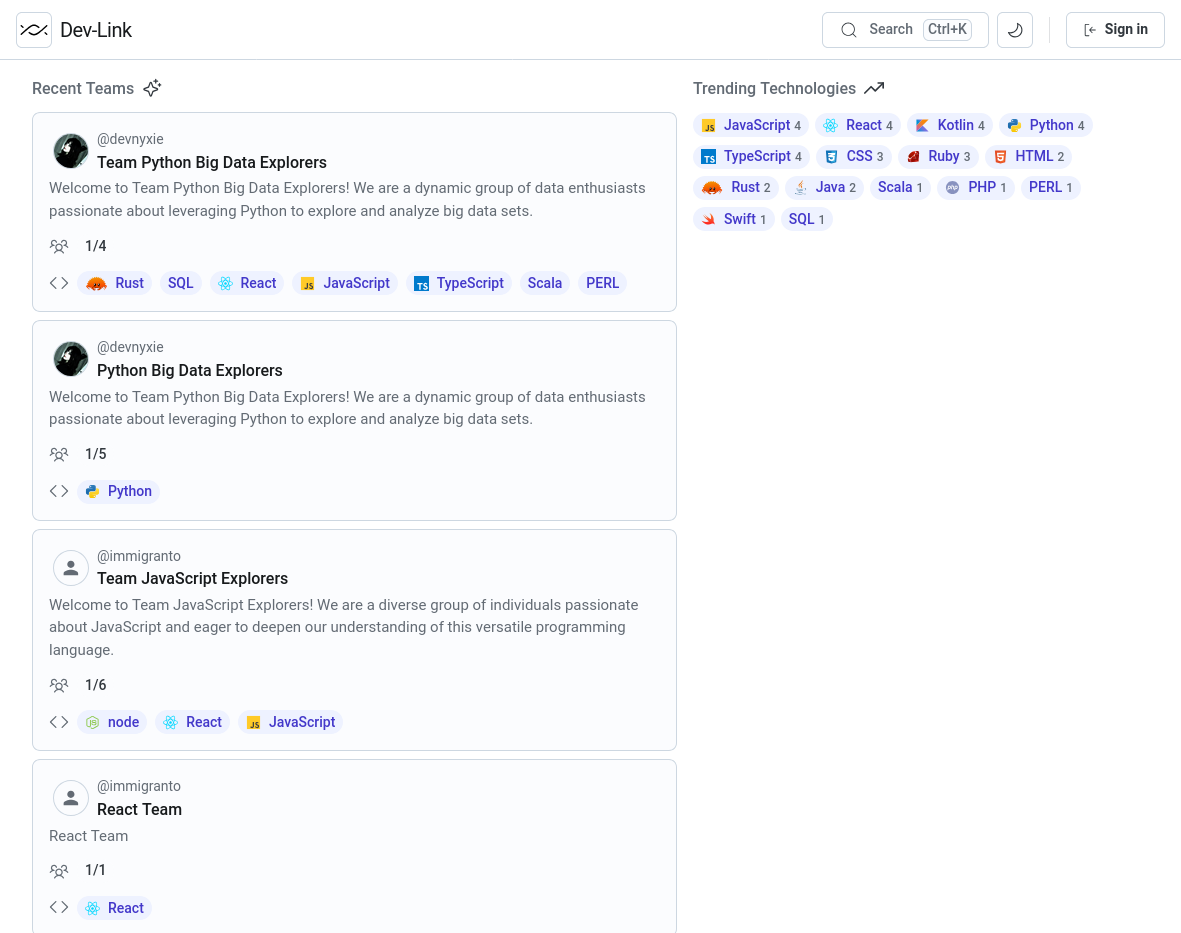 Dev-Link
Search Ctrl+K
Sign in
Recent Teams
@devnyxie
Team Python Big Data Explorers
Welcome to Team Python Big Data Explorers! We are a dynamic group of data enthusiasts
passionate about leveraging Python to explore and analyze big data sets.
1/4
Rust SQL React JS JavaScript TS TypeScript Scala PERL
@devnyxie
Python Big Data Explorers
Welcome to Team Python Big Data Explorers! We are a dynamic group of data enthusiasts
passionate about leveraging Python to explore and analyze big data sets.
1/5
Python
@immigranto
Team JavaScript Explorers
Welcome to Team JavaScript Explorers! We are a diverse group of individuals passionate
about JavaScript and eager to deepen our understanding of this versatile programming
language.
1/6
JS node React JS JavaScript
@immigranto
React Team
React Team
1/1
React
Trending Technologies
JS JavaScript 4 React 4 Kotlin 4 Python 4
TS TypeScript 4 CSS 3 Ruby 3 HTML 2
Rust 2 Java 2 Scala 1 php PHP 1 PERL 1
Swift 1 SQL 1